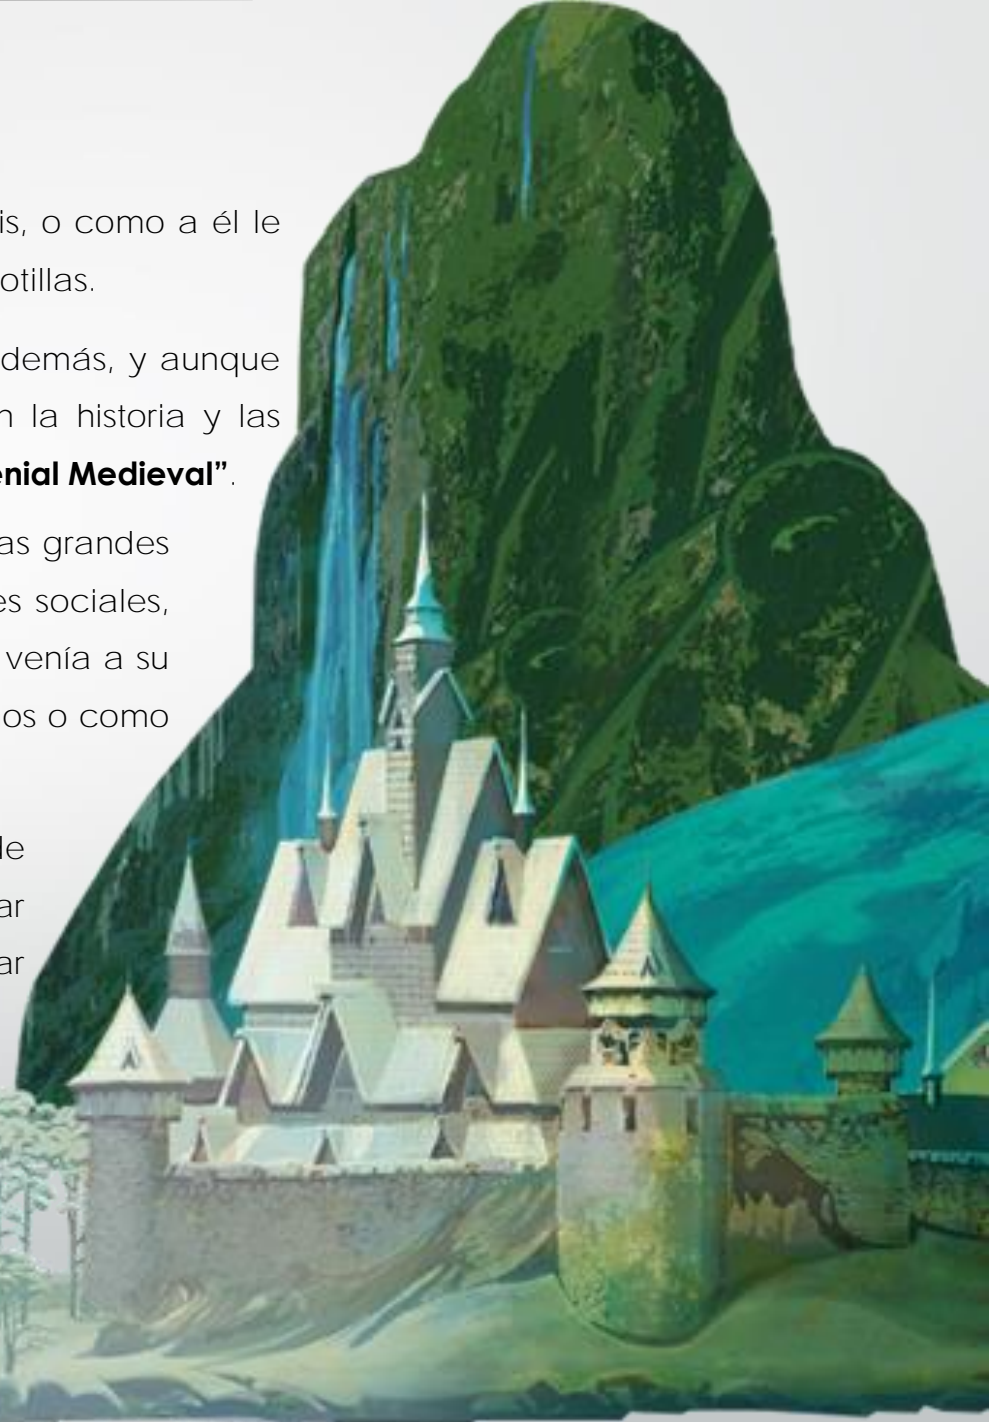 is, o como a él le
otillas.
demás, y aunque
n la historia y las
enial Medieval”.
as grandes
es sociales,
venía a su
os o como
de
ar
ar